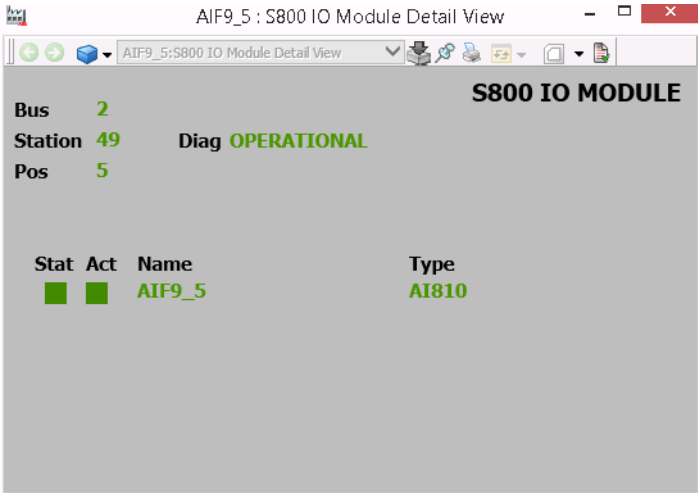 AIF9_5 : S800 IO Module Detail View
AIF9_5:S800 IO Module Detail View
S800 IO MODULE
Bus 2
Station 49 Diag OPERATIONAL
Pos 5
Stat Act Name Type
AIF9_5 AI810